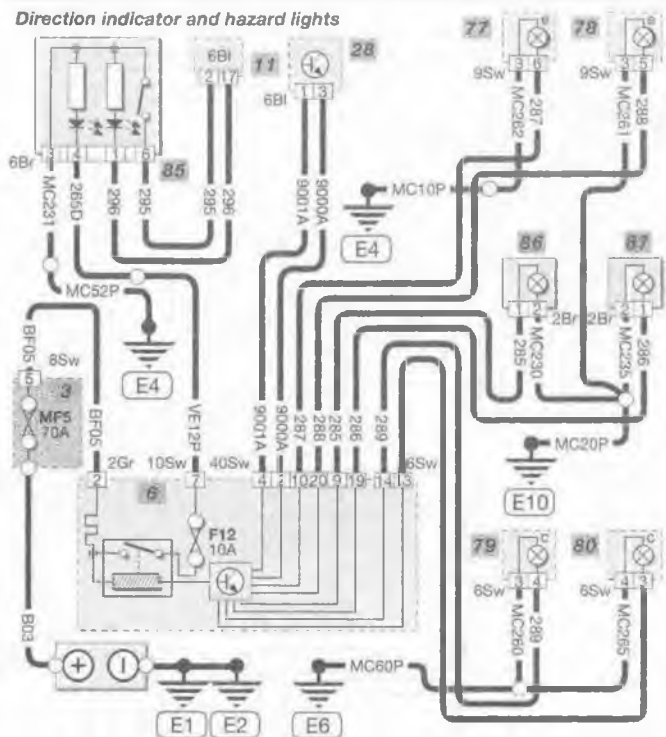 Direction indicator and hazard lights
6Bl
2 17
11
28
6Bl
1 3
77
e
3 6
9Sw
78
e
3 5
9Sw
6Br
4 1 6
85
MC231
265D
296
295
295
296
9001A
9000A
MC262
287
MC261
288
MC10P
E4
MC52P
E4
86
1
2Br
285
MC230
87
2Br
1
MC235
286
MC20P
E10
BF05
8Sw
5
3
MF5
70A
BF05
VE12P
9001A
9000A
287
288
285
286
289
2Gr
10Sw
40Sw
6Sw
2
7
4 2 10 20 9 19 14 13
6
F12
10A
B03
+
E1
E2
MC60P
E6
79
c
3 4
6Sw
MC260
289
80
c
4 3
6Sw
MC265